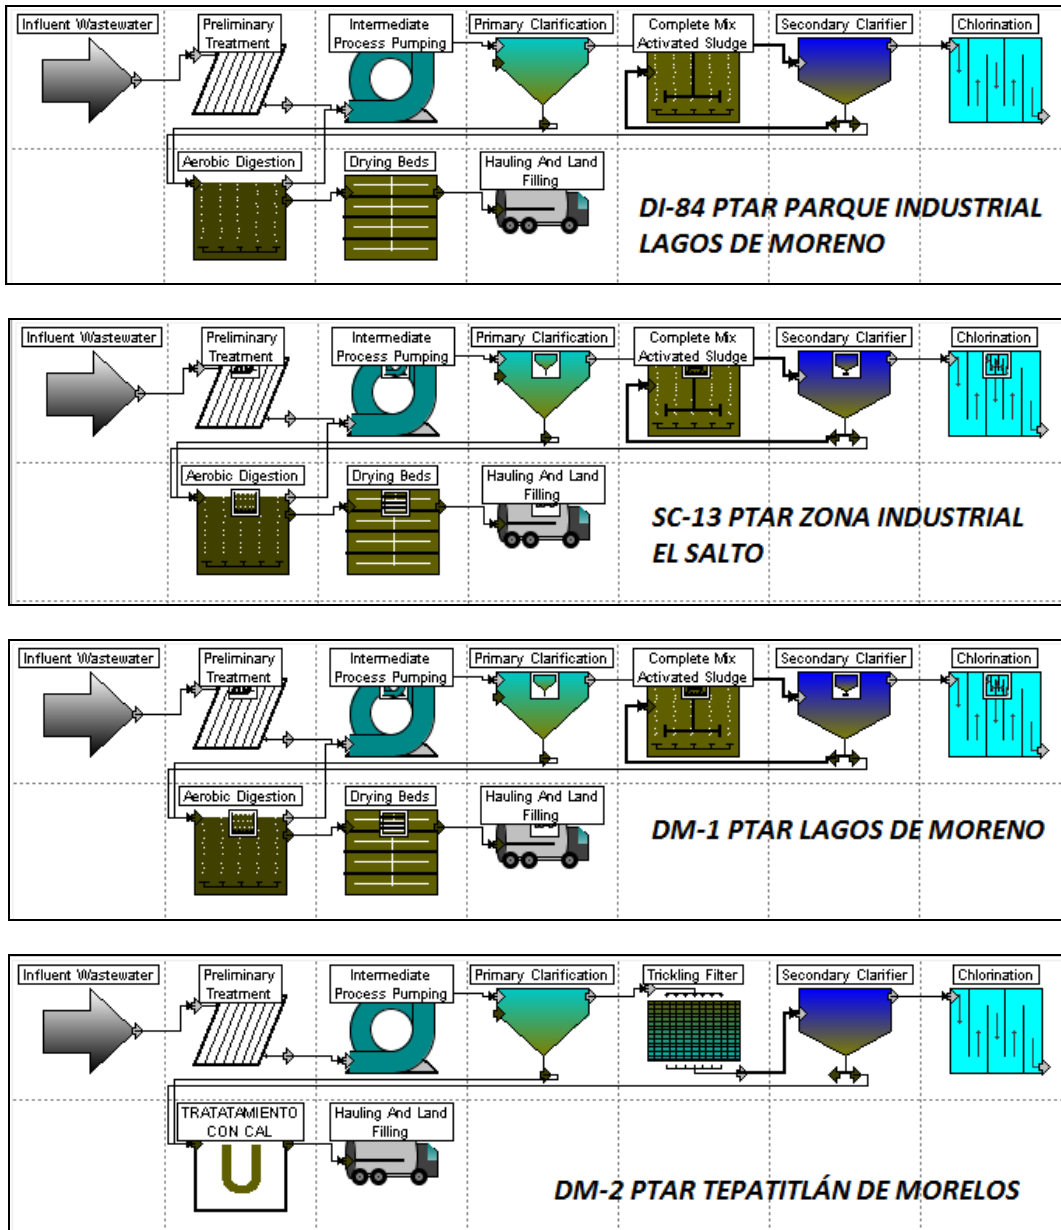 Influent Wastewater
Preliminary
Treatment
Intermediate
Process Pumping
Primary Clarification
Complete Mix
Activated Sludge
Secondary Clarifier
Chlorination
Aerobic Digestion
Drying Beds
Hauling And Land
Filling
DI-84 PTAR PARQUE INDUSTRIAL
LAGOS DE MORENO
Influent Wastewater
Preliminary
Treatment
Intermediate
Process Pumping
Primary Clarification
Complete Mix
Activated Sludge
Secondary Clarifier
Chlorination
Aerobic Digestion
Drying Beds
Hauling And Land
Filling
SC-13 PTAR ZONA INDUSTRIAL
EL SALTO
Influent Wastewater
Preliminary
Treatment
Intermediate
Process Pumping
Primary Clarification
Complete Mix
Activated Sludge
Secondary Clarifier
Chlorination
Aerobic Digestion
Drying Beds
Hauling And Land
Filling
DM-1 PTAR LAGOS DE MORENO
Influent Wastewater
Preliminary
Treatment
Intermediate
Process Pumping
Primary Clarification
Trickling Filter
Secondary Clarifier
Chlorination
TRATATAMIENTO
CON CAL
Hauling And Land
Filling
DM-2 PTAR TEPATITLÁN DE MORELOS